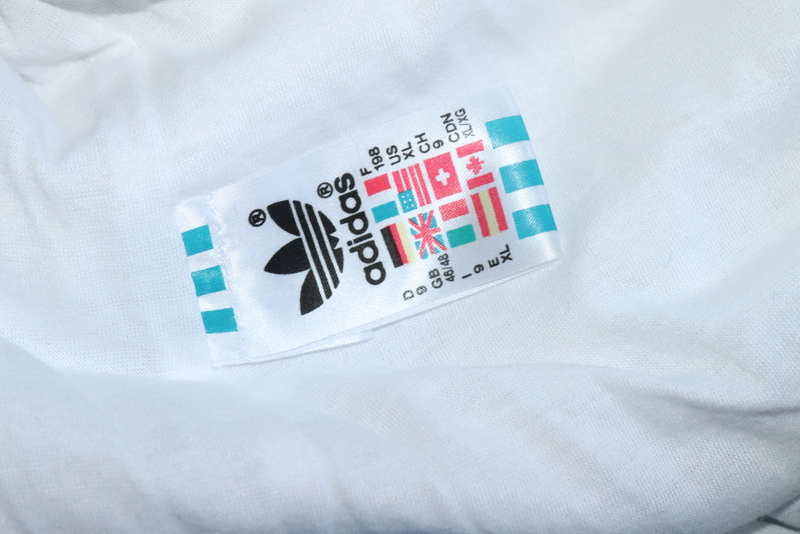 ®
adidas®
D F
9 198
GB US
46/48 XL
I CH
9 9
E CDN
XL XL/XG